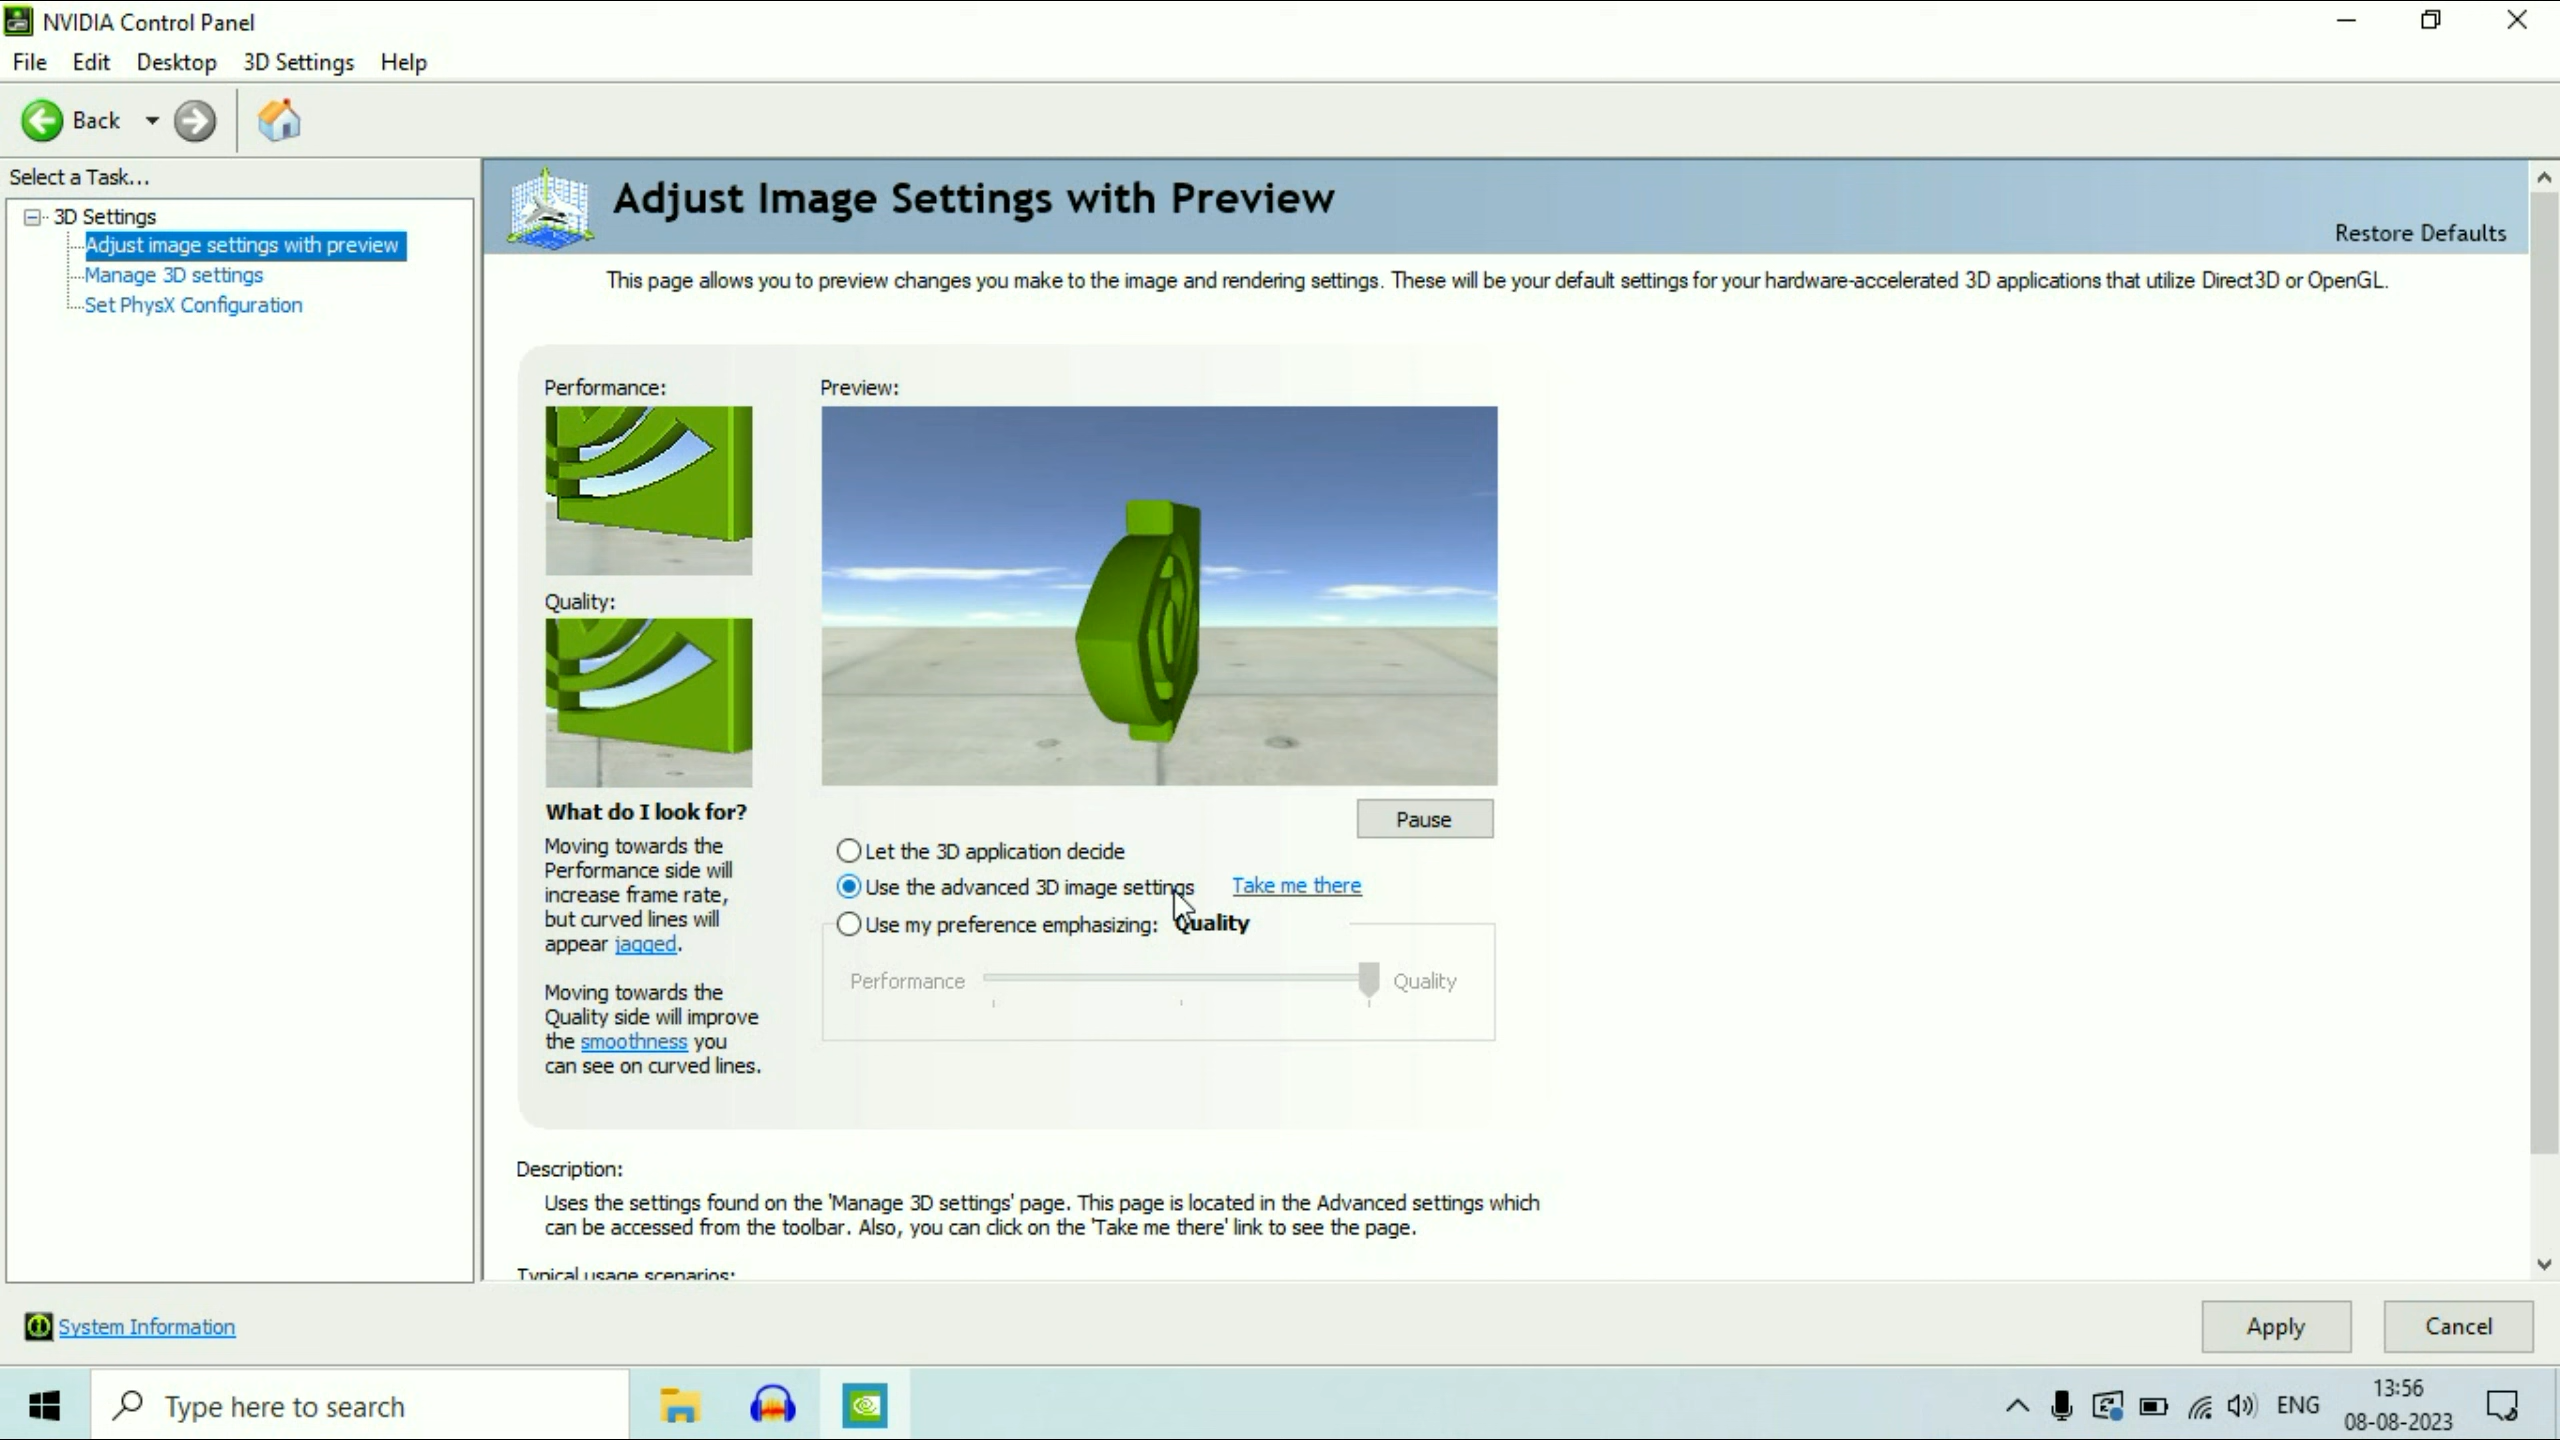 NVIDIA Control Panel
File Edit Desktop 3D Settings Help
Back
Select a Task...
3D Settings
Adjust image settings with preview
Manage 3D settings
Set PhysX Configuration
Adjust Image Settings with Preview
Restore Defaults
This page allows you to preview changes you make to the image and rendering settings. These will be your default settings for your hardware-accelerated 3D applications that utilize Direct3D or OpenGL.
Performance:
Quality:
What do I look for?
Moving towards the
Performance side will
increase frame rate,
but curved lines will
appear jagged.
Moving towards the
Quality side will improve
the smoothness you
can see on curved lines.
Preview:
Pause
Let the 3D application decide
Use the advanced 3D image settings Take me there
Use my preference emphasizing: Quality
Performance Quality
Description:
Uses the settings found on the 'Manage 3D settings' page. This page is located in the Advanced settings which
can be accessed from the toolbar. Also, you can click on the 'Take me there' link to see the page.
Typical usage scenarios:
System Information
Apply Cancel
Type here to search
ENG
13:56
08-08-2023